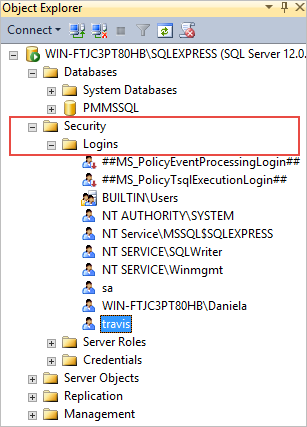 Object Explorer
Connect
WIN-FTJC3PT80HB\SQLEXPRESS (SQL Server 12.0.
Databases
System Databases
PMMSSQL
Security
Logins
##MS_PolicyEventProcessingLogin##
##MS_PolicyTsqlExecutionLogin##
BUILTIN\Users
NT AUTHORITY\SYSTEM
NT Service\MSSQL$SQLEXPRESS
NT SERVICE\SQLWriter
NT SERVICE\Winmgmt
sa
WIN-FTJC3PT80HB\Daniela
travis
Server Roles
Credentials
Server Objects
Replication
Management